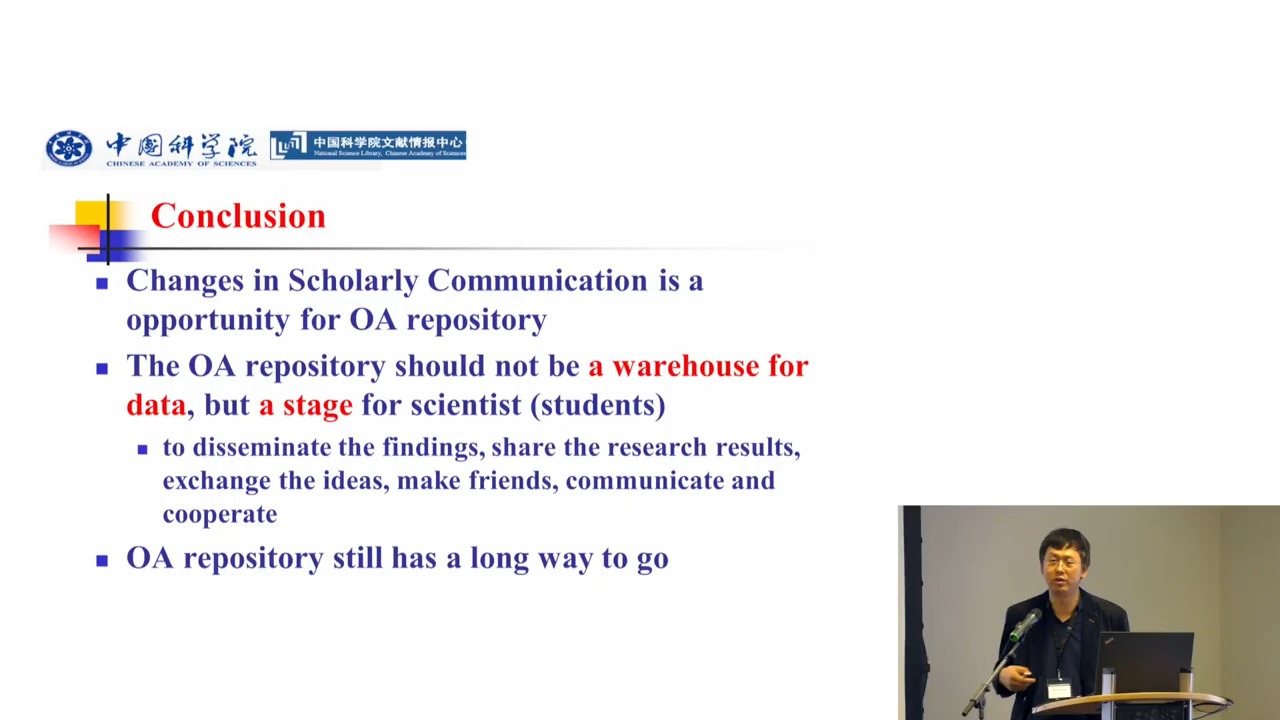 中国科学院
CHINESE ACADEMY OF SCIENCES
中国科学院文献情报中心
National Science Library, Chinese Academy of Sciences
Conclusion
Changes in Scholarly Communication is a
opportunity for OA repository
The OA repository should not be a warehouse for
data, but a stage for scientist (students)
to disseminate the findings, share the research results,
exchange the ideas, make friends, communicate and
cooperate
OA repository still has a long way to go